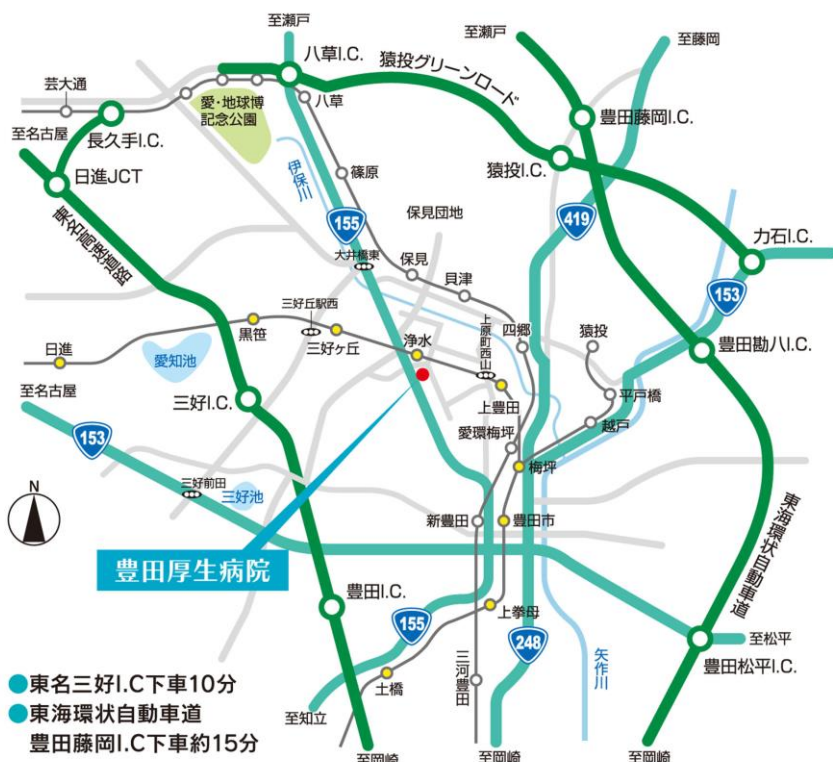 至瀬戸
至瀬戸
至藤岡
八草I.C.
猿投グリーンロード
芸大通
愛・地球博
記念公園
八草
豊田藤岡I.C.
至名古屋
長久手I.C.
日進JCT
伊保川
篠原
猿投I.C.
155
保見団地
419
東名高速道路
大井橋東
力石I.C.
保見
貝津
153
三好丘駅西
黒笹
三好ヶ丘
浄水
上原町西山
四郷
猿投
豊田勘八I.C.
日進
愛知池
至名古屋
三好I.C.
上豊田
平戸橋
越戸
愛環梅坪
153
梅坪
三好前田
三好池
N
新豊田
豊田市
東海環状自動車道
豊田厚生病院
豊田I.C.
上挙母
155
248
至松平
豊田松平I.C.
矢作川
三河豊田
土橋
●東名三好I.C下車10分
●東海環状自動車道
豊田藤岡I.C下車約15分
至知立
至岡崎
至岡崎
至岡崎